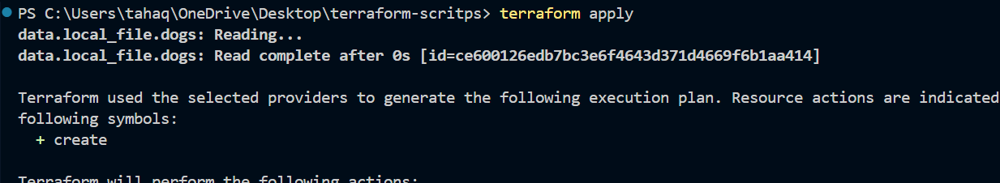 PS C:\Users\tahaq\OneDrive\Desktop\terraform-scritps> terraform apply
data.local_file.dogs: Reading...
data.local_file.dogs: Read complete after 0s [id=ce600126edb7bc3e6f4643d371d4669f6b1aa414]
Terraform used the selected providers to generate the following execution plan. Resource actions are indicated
following symbols:
+ create
Terraform will perform the following actions: